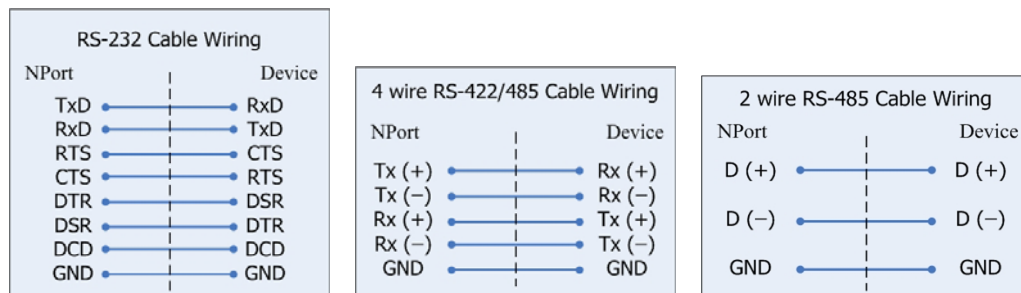 RS-232 Cable Wiring
NPort Device
TxD RxD
RxD TxD
RTS CTS
CTS RTS
DTR DSR
DSR DTR
DCD DCD
GND GND
4 wire RS-422/485 Cable Wiring
NPort Device
Tx (+) Rx (+)
Tx (−) Rx (−)
Rx (+) Tx (+)
Rx (−) Tx (−)
GND GND
2 wire RS-485 Cable Wiring
NPort Device
D (+) D (+)
D (−) D (−)
GND GND